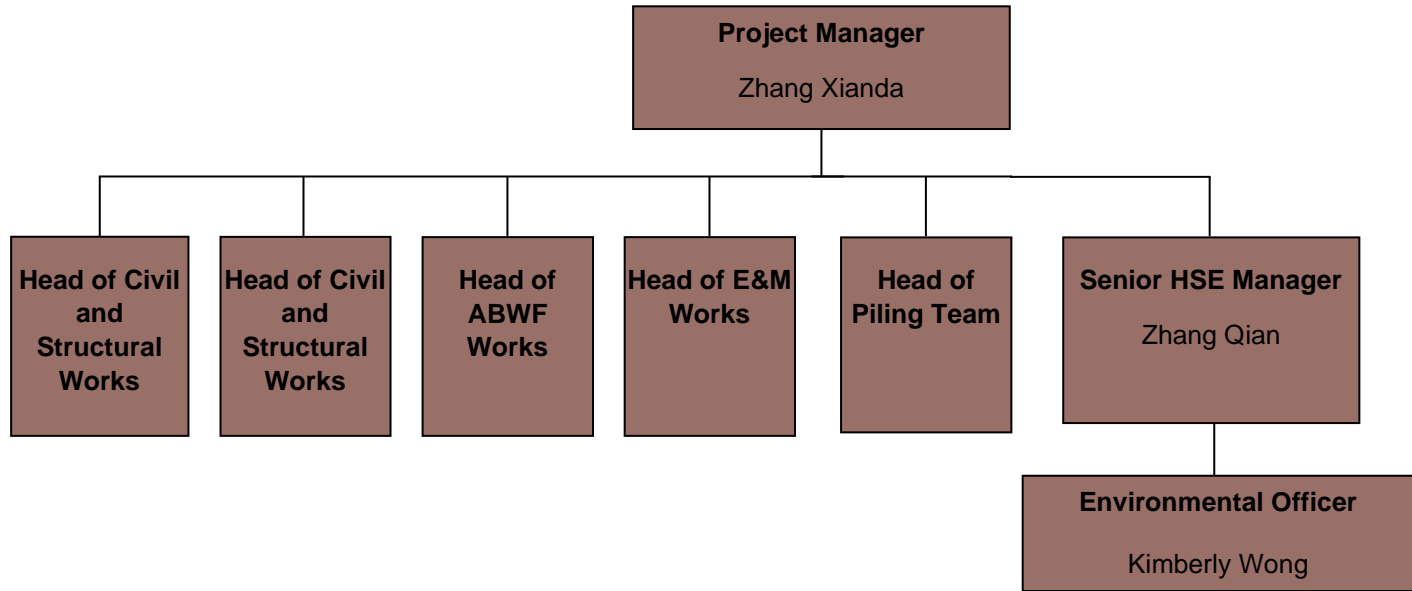 Project Manager
Zhang Xianda
Head of Civil
and
Structural
Works
Head of Civil
and
Structural
Works
Head of
ABWF
Works
Head of E&M
Works
Head of
Piling Team
Senior HSE Manager
Zhang Qian
Environmental Officer
Kimberly Wong